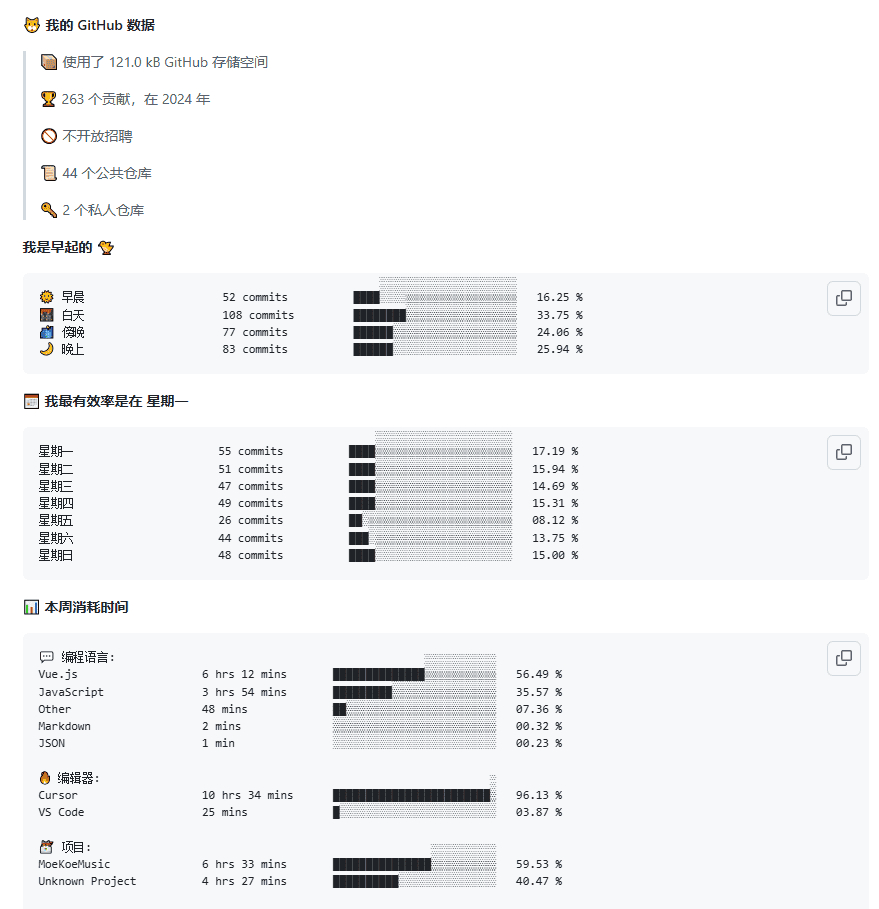 🐱 我的 GitHub 数据
📦 使用了 121.0 kB GitHub 存储空间
🏆 263 个贡献，在 2024 年
🚫 不开放招聘
📜 44 个公共仓库
🔑 2 个私人仓库
我是早起的 🐤
🌞 早晨 52 commits ████░░░░░░░░░░░░░░░░░░░░░ 16.25 %
🌆 白天 108 commits ████████░░░░░░░░░░░░░░░░░ 33.75 %
🌃 傍晚 77 commits ██████░░░░░░░░░░░░░░░░░░░ 24.06 %
🌙 晚上 83 commits ██████░░░░░░░░░░░░░░░░░░░ 25.94 %
📅 我最有效率是在 星期一
星期一 55 commits ████░░░░░░░░░░░░░░░░░░░░░ 17.19 %
星期二 51 commits ████░░░░░░░░░░░░░░░░░░░░░ 15.94 %
星期三 47 commits ████░░░░░░░░░░░░░░░░░░░░░ 14.69 %
星期四 49 commits ████░░░░░░░░░░░░░░░░░░░░░ 15.31 %
星期五 26 commits ██░░░░░░░░░░░░░░░░░░░░░░░ 08.12 %
星期六 44 commits ███░░░░░░░░░░░░░░░░░░░░░░ 13.75 %
星期日 48 commits ████░░░░░░░░░░░░░░░░░░░░░ 15.00 %
📊 本周消耗时间
💬 编程语言:
Vue.js 6 hrs 12 mins ██████████████░░░░░░░░░░░ 56.49 %
JavaScript 3 hrs 54 mins █████████░░░░░░░░░░░░░░░░ 35.57 %
Other 48 mins ██░░░░░░░░░░░░░░░░░░░░░░░ 07.36 %
Markdown 2 mins ░░░░░░░░░░░░░░░░░░░░░░░░░ 00.32 %
JSON 1 min ░░░░░░░░░░░░░░░░░░░░░░░░░ 00.23 %
🔥 编辑器:
Cursor 10 hrs 34 mins ████████████████████████░ 96.13 %
VS Code 25 mins █░░░░░░░░░░░░░░░░░░░░░░░░ 03.87 %
🐱‍💻 项目:
MoeKoeMusic 6 hrs 33 mins ███████████████░░░░░░░░░░ 59.53 %
Unknown Project 4 hrs 27 mins ██████████░░░░░░░░░░░░░░░ 40.47 %